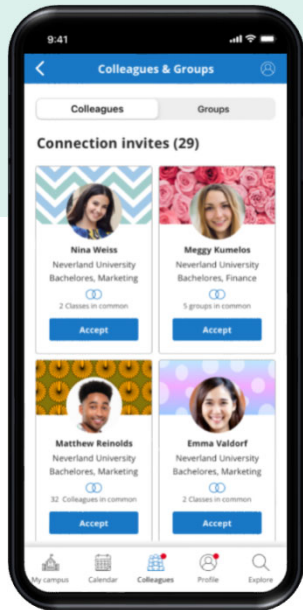 9:41
Colleagues & Groups
Colleagues Groups
Connection invites (29)
Nina Weiss
Neverland University
Bachelores, Marketing
2 Classes in common
Accept
Meggy Kumelos
Neverland University
Bachelores, Finance
5 groups in common
Accept
Matthew Reinolds
Neverland University
Bachelores, Marketing
32 Colleagues in common
Accept
Emma Valdorf
Neverland University
Bachelores, Marketing
2 Classes in common
Accept
My campus Calendar Colleagues Profile Explore